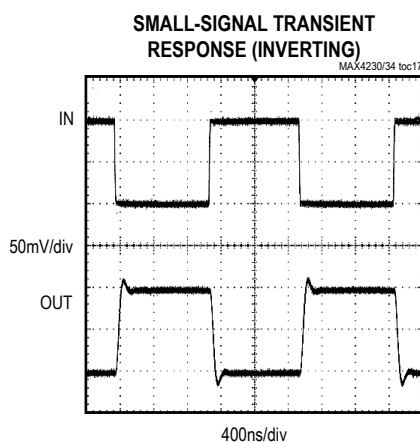 SMALL-SIGNAL TRANSIENT
RESPONSE (INVERTING)
MAX4230/34 toc17
IN
50mV/div
OUT
400ns/div